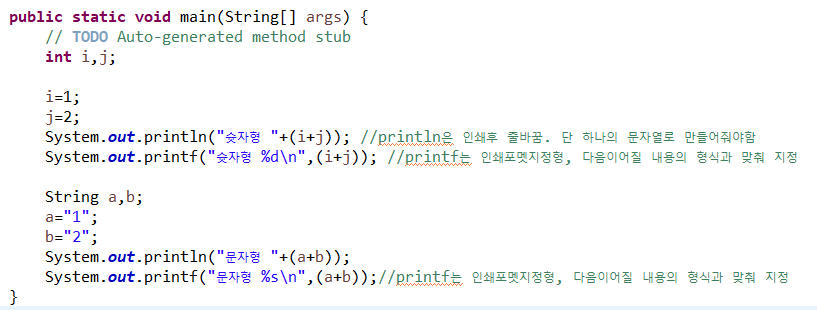 public static void main(String[] args) {
// TODO Auto-generated method stub
int i,j;
i=1;
j=2;
System.out.println("숫자형 "+(i+j)); //println은 인쇄후 줄바꿈. 단 하나의 문자열로 만들어줘야함
System.out.printf("숫자형 %d\n",(i+j)); //printf는 인쇄포멧지정형, 다음이어질 내용의 형식과 맞춰 지정
String a,b;
a="1";
b="2";
System.out.println("문자형 "+(a+b));
System.out.printf("문자형 %s\n",(a+b));//printf는 인쇄포멧지정형, 다음이어질 내용의 형식과 맞춰 지정
}